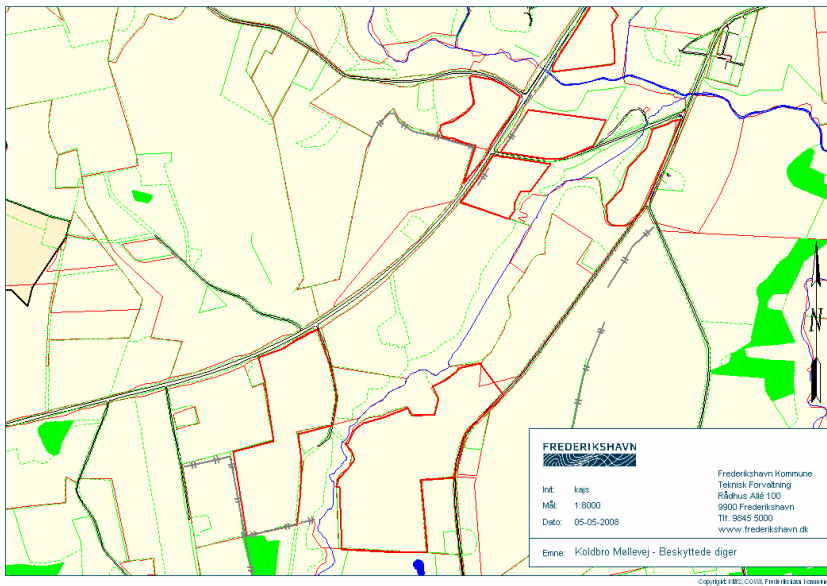 N
FREDERIKSHAVN
Init: kajs
Mål: 1:8000
Dato: 05-05-2008
Frederikshavn Kommune
Teknisk Forvaltning
Rådhus Allé 100
9900 Frederikshavn
Tlf. 9845 5000
www.frederikshavn.dk
Emne: Koldbro Møllevej - Beskyttede diger
Copyright KMS, COWI, Frederikshavn Kommune